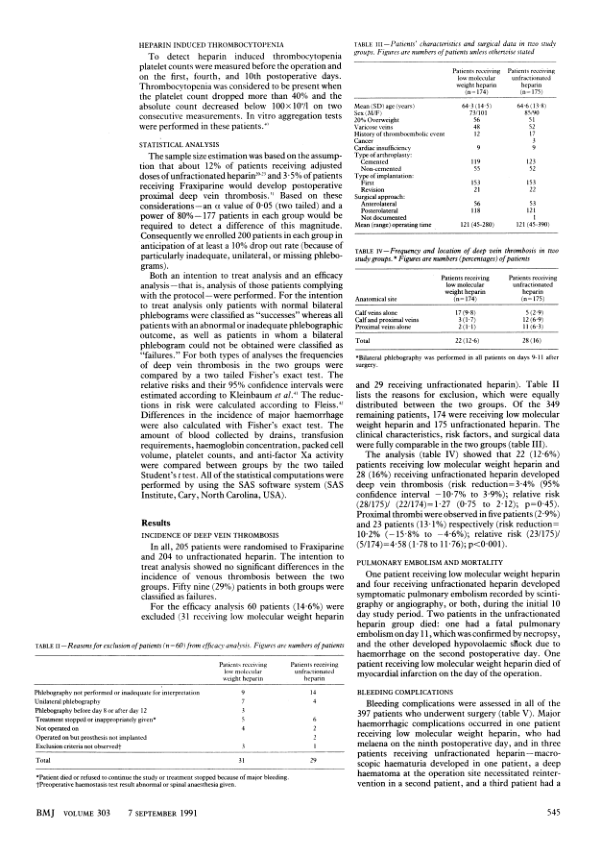 HEPARIN INDUCED THROMBOCYTOPENIA
To detect heparin induced thrombocytopenia
platelet counts were measured before the operation and
on the first, fourth, and 10th postoperative days.
Thrombocytopenia was considered to be present when
the platelet count dropped more than 40% and the
absolute count decreased below 100×10⁹/l on two
consecutive measurements. In vitro aggregation tests
were performed in these patients.
STATISTICAL ANALYSIS
The sample size estimation was based on the assump-
tion that about 12% of patients receiving adjusted
doses of unfractionated heparin and 3·5% of patients
receiving Fraxiparine would develop postoperative
proximal deep vein thrombosis. Based on these
considerations—an α value of 0·05 (two tailed) and a
power of 80%—177 patients in each group would be
required to detect a difference of this magnitude.
Consequently we enrolled 200 patients in each group in
anticipation of at least a 10% drop out rate (because of
particularly inadequate, unilateral, or missing phlebo-
grams).
Both an intention to treat analysis and an efficacy
analysis—that is, analysis of those patients complying
with the protocol—were performed. For the intention
to treat analysis only patients with normal bilateral
phlebograms were classified as "successes" whereas all
patients with an abnormal or inadequate phlebographic
outcome, as well as patients in whom a bilateral
phlebogram could not be obtained were classified as
"failures." For both types of analyses the frequencies
of deep vein thrombosis in the two groups were
compared by a two tailed Fisher's exact test. The
relative risks and their 95% confidence intervals were
estimated according to Kleinbaum et al. The reduc-
tions in risk were calculated according to Fleiss.
Differences in the incidence of major haemorrhage
were also calculated with Fisher's exact test. The
amount of blood collected by drains, transfusion
requirements, haemoglobin concentration, packed cell
volume, platelet counts, and anti-factor Xa activity
were compared between groups by the two tailed
Student's t test. All of the statistical computations were
performed by using the SAS software system (SAS
Institute, Cary, North Carolina, USA).
Results
INCIDENCE OF DEEP VEIN THROMBOSIS
In all, 205 patients were randomised to Fraxiparine
and 204 to unfractionated heparin. The intention to
treat analysis showed no significant differences in the
incidence of venous thrombosis between the two
groups. Fifty nine (29%) patients in both groups were
classified as failures.
For the efficacy analysis 60 patients (14·6%) were
excluded (31 receiving low molecular weight heparin
TABLE II—Reasons for exclusion of patients (n=60) from efficacy analysis. Figures are numbers of patients
Patients receiving low molecular weight heparin Patients receiving unfractionated heparin
Phlebography not performed or inadequate for interpretation 9 14
Unilateral phlebography 7 4
Phlebography before day 8 or after day 12 3
Treatment stopped or inappropriately given* 5 6
Not operated on 4 2
Operated on but prosthesis not implanted 2
Exclusion criteria not observed† 3 1
Total 31 29
*Patient died or refused to continue the study or treatment stopped because of major bleeding.
†Preoperative haemostasis test result abnormal or spinal anaesthesia given.
TABLE III—Patients' characteristics and surgical data in two study
groups. Figures are numbers of patients unless otherwise stated
Patients receiving low molecular weight heparin (n=174) Patients receiving unfractionated heparin (n=175)
Mean (SD) age (years) 64·3 (14·5) 64·6 (13·8)
Sex (M/F) 73/101 85/90
20% Overweight 56 51
Varicose veins 48 52
History of thromboembolic event 12 17
Cancer 3
Cardiac insufficiency 9 9
Type of arthroplasty:
Cemented 119 123
Non-cemented 55 52
Type of implantation:
First 153 153
Revision 21 22
Surgical approach:
Anterolateral 56 53
Posterolateral 118 121
Not documented 1
Mean (range) operating time 121 (45-280) 121 (45-390)
TABLE IV—Frequency and location of deep vein thrombosis in two
study groups.* Figures are numbers (percentages) of patients
Anatomical site Patients receiving low molecular weight heparin (n=174) Patients receiving unfractionated heparin (n=175)
Calf veins alone 17 (9·8) 5 (2·9)
Calf and proximal veins 3 (1·7) 12 (6·9)
Proximal veins alone 2 (1·1) 11 (6·3)
Total 22 (12·6) 28 (16)
*Bilateral phlebography was performed in all patients on days 9-11 after
surgery.
and 29 receiving unfractionated heparin). Table II
lists the reasons for exclusion, which were equally
distributed between the two groups. Of the 349
remaining patients, 174 were receiving low molecular
weight heparin and 175 unfractionated heparin. The
clinical characteristics, risk factors, and surgical data
were fully comparable in the two groups (table III).
The analysis (table IV) showed that 22 (12·6%)
patients receiving low molecular weight heparin and
28 (16%) receiving unfractionated heparin developed
deep vein thrombosis (risk reduction=3·4% (95%
confidence interval −10·7% to 3·9%); relative risk
(28/175)/ (22/174)=1·27 (0·75 to 2·12); p=0·45).
Proximal thrombi were observed in five patients (2·9%)
and 23 patients (13·1%) respectively (risk reduction=
10·2% (−15·8% to −4·6%); relative risk (23/175)/
(5/174)=4·58 (1·78 to 11·76); p<0·001).
PULMONARY EMBOLISM AND MORTALITY
One patient receiving low molecular weight heparin
and four receiving unfractionated heparin developed
symptomatic pulmonary embolism recorded by scinti-
graphy or angiography, or both, during the initial 10
day study period. Two patients in the unfractionated
heparin group died: one had a fatal pulmonary
embolism on day 11, which was confirmed by necropsy,
and the other developed hypovolaemic shock due to
haemorrhage on the second postoperative day. One
patient receiving low molecular weight heparin died of
myocardial infarction on the day of the operation.
BLEEDING COMPLICATIONS
Bleeding complications were assessed in all of the
397 patients who underwent surgery (table V). Major
haemorrhagic complications occurred in one patient
receiving low molecular weight heparin, who had
melaena on the ninth postoperative day, and in three
patients receiving unfractionated heparin—macro-
scopic haematuria developed in one patient, a deep
haematoma at the operation site necessitated reinter-
vention in a second patient, and a third patient had a
BMJ VOLUME 303 7 SEPTEMBER 1991
545